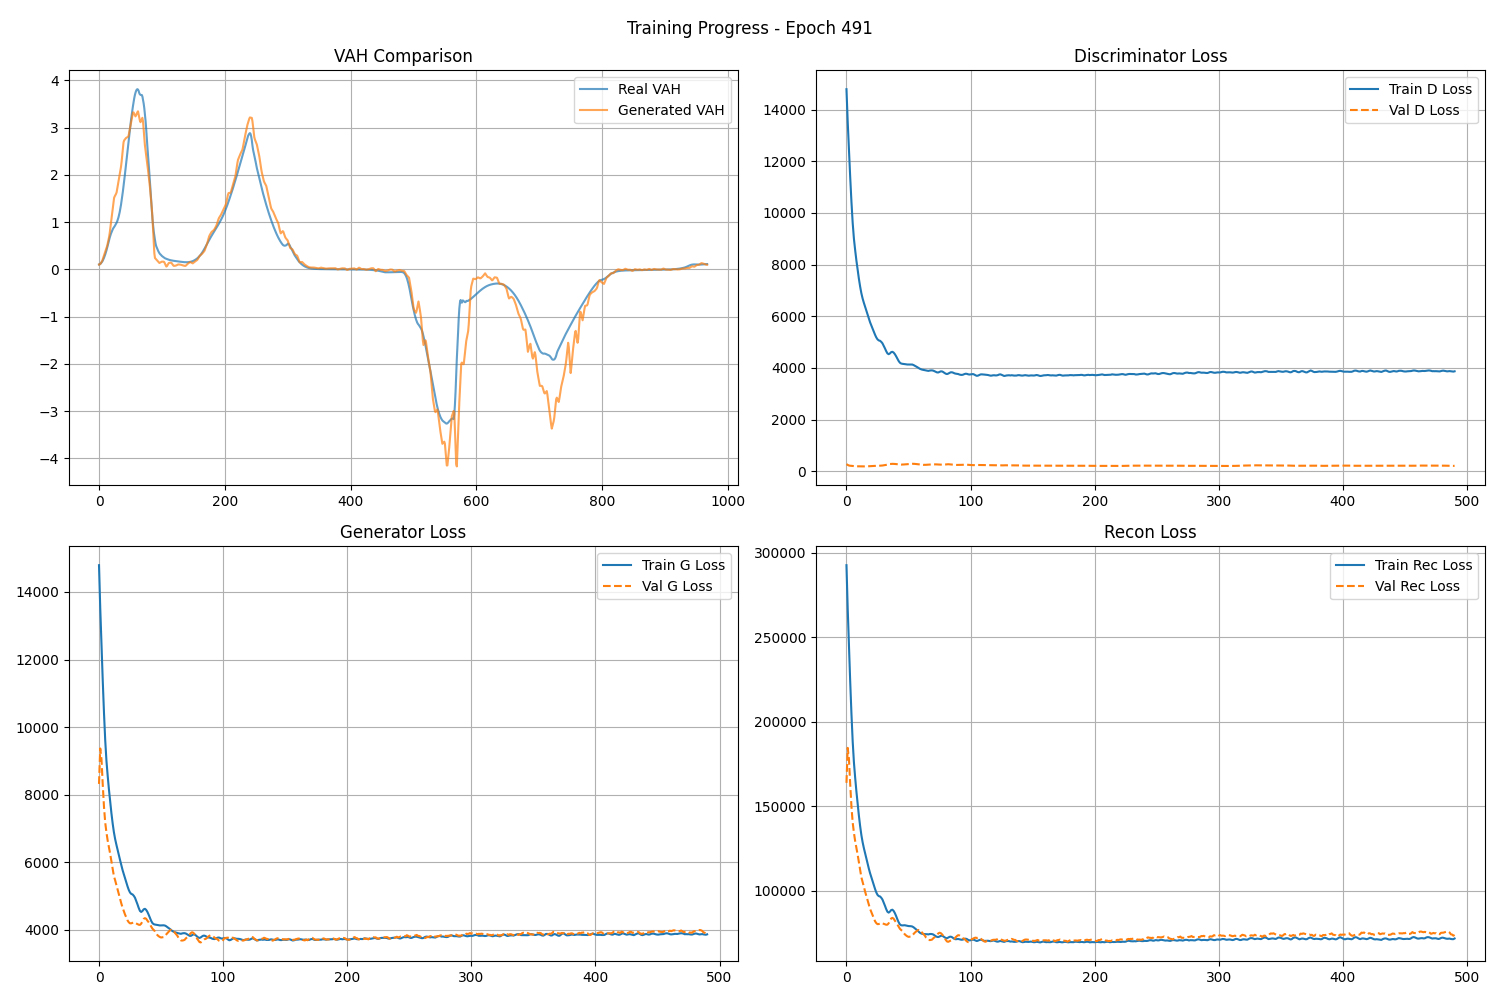 Training Progress - Epoch 491
VAH Comparison
Real VAH
Generated VAH
4
3
2
1
0
−1
−2
−3
−4
0 200 400 600 800 1000
Discriminator Loss
Train D Loss
Val D Loss
14000
12000
10000
8000
6000
4000
2000
0
0 100 200 300 400 500
Generator Loss
Train G Loss
Val G Loss
14000
12000
10000
8000
6000
4000
0 100 200 300 400 500
Recon Loss
Train Rec Loss
Val Rec Loss
300000
250000
200000
150000
100000
0 100 200 300 400 500